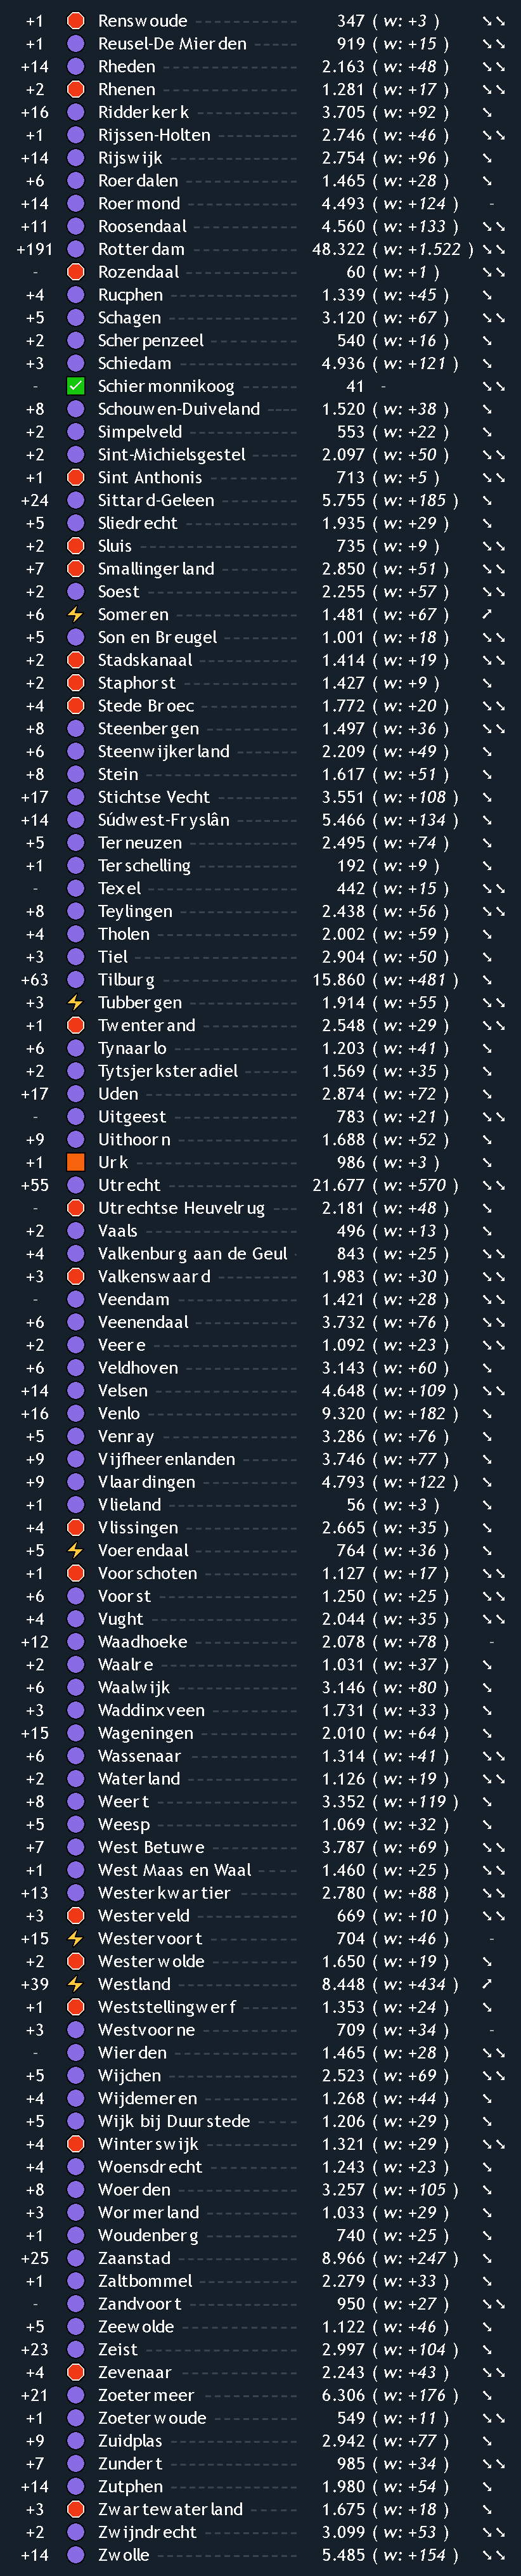 +1 Renswoude 347 ( w: +3 ) ↘↘
+1 Reusel-De Mierden 919 ( w: +15 ) ↘↘
+14 Rheden 2.163 ( w: +48 ) ↘↘
+2 Rhenen 1.281 ( w: +17 ) ↘↘
+16 Ridderkerk 3.705 ( w: +92 ) ↘
+1 Rijssen-Holten 2.746 ( w: +46 ) ↘↘
+14 Rijswijk 2.754 ( w: +96 ) ↘
+6 Roerdalen 1.465 ( w: +28 ) ↘
+14 Roermond 4.493 ( w: +124 ) -
+11 Roosendaal 4.560 ( w: +133 ) ↘↘
+191 Rotterdam 48.322 ( w: +1.522 ) ↘↘
- Rozendaal 60 ( w: +1 ) ↘↘
+4 Rucphen 1.339 ( w: +45 ) ↘
+5 Schagen 3.120 ( w: +67 ) ↘↘
+2 Scherpenzeel 540 ( w: +16 ) ↘
+3 Schiedam 4.936 ( w: +121 ) ↘
- Schiermonnikoog 41 - ↘↘
+8 Schouwen-Duiveland 1.520 ( w: +38 ) ↘
+2 Simpelveld 553 ( w: +22 ) ↘
+2 Sint-Michielsgestel 2.097 ( w: +50 ) ↘↘
+1 Sint Anthonis 713 ( w: +5 ) ↘↘
+24 Sittard-Geleen 5.755 ( w: +185 ) ↘
+5 Sliedrecht 1.935 ( w: +29 ) ↘
+2 Sluis 735 ( w: +9 ) ↘↘
+7 Smallingerland 2.850 ( w: +51 ) ↘↘
+2 Soest 2.255 ( w: +57 ) ↘↘
+6 Someren 1.481 ( w: +67 ) ↗
+5 Son en Breugel 1.001 ( w: +18 ) ↘↘
+2 Stadskanaal 1.414 ( w: +19 ) ↘↘
+2 Staphorst 1.427 ( w: +9 ) ↘
+4 Stede Broec 1.772 ( w: +20 ) ↘↘
+8 Steenbergen 1.497 ( w: +36 ) ↘↘
+6 Steenwijkerland 2.209 ( w: +49 ) ↘
+8 Stein 1.617 ( w: +51 ) ↘
+17 Stichtse Vecht 3.551 ( w: +108 ) ↘
+14 Súdwest-Fryslân 5.466 ( w: +134 ) ↘
+5 Terneuzen 2.495 ( w: +74 ) ↘
+1 Terschelling 192 ( w: +9 ) ↘
- Texel 442 ( w: +15 ) ↘↘
+8 Teylingen 2.438 ( w: +56 ) ↘↘
+4 Tholen 2.002 ( w: +59 ) ↘
+3 Tiel 2.904 ( w: +50 ) ↘
+63 Tilburg 15.860 ( w: +481 ) ↘
+3 Tubbergen 1.914 ( w: +55 ) ↘↘
+1 Twenterand 2.548 ( w: +29 ) ↘↘
+6 Tynaarlo 1.203 ( w: +41 ) ↘
+2 Tytsjerksteradiel 1.569 ( w: +35 ) ↘
+17 Uden 2.874 ( w: +72 ) ↘
- Uitgeest 783 ( w: +21 ) ↘↘
+9 Uithoorn 1.688 ( w: +52 ) ↘
+1 Urk 986 ( w: +3 ) ↘
+55 Utrecht 21.677 ( w: +570 ) ↘↘
- Utrechtse Heuvelrug 2.181 ( w: +48 ) ↘
+2 Vaals 496 ( w: +13 ) ↘
+4 Valkenburg aan de Geul 843 ( w: +25 ) ↘↘
+3 Valkenswaard 1.983 ( w: +30 ) ↘↘
- Veendam 1.421 ( w: +28 ) ↘↘
+6 Veenendaal 3.732 ( w: +76 ) ↘↘
+2 Veere 1.092 ( w: +23 ) ↘↘
+6 Veldhoven 3.143 ( w: +60 ) ↘
+14 Velsen 4.648 ( w: +109 ) ↘↘
+16 Venlo 9.320 ( w: +182 ) ↘
+5 Venray 3.286 ( w: +76 ) ↘
+9 Vijfheerenlanden 3.746 ( w: +77 ) ↘
+9 Vlaardingen 4.793 ( w: +122 ) ↘
+1 Vlieland 56 ( w: +3 ) ↘
+4 Vlissingen 2.665 ( w: +35 ) ↘
+5 Voerendaal 764 ( w: +36 ) ↘
+1 Voorschoten 1.127 ( w: +17 ) ↘↘
+6 Voorst 1.250 ( w: +25 ) ↘↘
+4 Vught 2.044 ( w: +35 ) ↘↘
+12 Waadhoeke 2.078 ( w: +78 ) -
+2 Waalre 1.031 ( w: +37 ) ↘
+6 Waalwijk 3.146 ( w: +80 ) ↘
+3 Waddinxveen 1.731 ( w: +33 ) ↘
+15 Wageningen 2.010 ( w: +64 ) ↘
+6 Wassenaar 1.314 ( w: +41 ) ↘↘
+2 Waterland 1.126 ( w: +19 ) ↘↘
+8 Weert 3.352 ( w: +119 ) ↘
+5 Weesp 1.069 ( w: +32 ) ↘
+7 West Betuwe 3.787 ( w: +69 ) ↘↘
+1 West Maas en Waal 1.460 ( w: +25 ) ↘↘
+13 Westerkwartier 2.780 ( w: +88 ) ↘↘
+3 Westerveld 669 ( w: +10 ) ↘↘
+15 Westervoort 704 ( w: +46 ) -
+2 Westerwolde 1.650 ( w: +19 ) ↘
+39 Westland 8.448 ( w: +434 ) ↗
+1 Weststellingwerf 1.353 ( w: +24 ) ↘
+3 Westvoorne 709 ( w: +34 ) -
- Wierden 1.465 ( w: +28 ) ↘↘
+5 Wijchen 2.523 ( w: +69 ) ↘↘
+4 Wijdemeren 1.268 ( w: +44 ) ↘
+5 Wijk bij Duurstede 1.206 ( w: +29 ) ↘
+4 Winterswijk 1.321 ( w: +29 ) ↘↘
+4 Woensdrecht 1.243 ( w: +23 ) ↘
+8 Woerden 3.257 ( w: +105 ) ↘
+3 Wormerland 1.033 ( w: +29 ) ↘
+1 Woudenberg 740 ( w: +25 ) ↘
+25 Zaanstad 8.966 ( w: +247 ) ↘
+1 Zaltbommel 2.279 ( w: +33 ) ↘
- Zandvoort 950 ( w: +27 ) ↘↘
+5 Zeewolde 1.122 ( w: +46 ) ↘
+23 Zeist 2.997 ( w: +104 ) ↘
+4 Zevenaar 2.243 ( w: +43 ) ↘↘
+21 Zoetermeer 6.306 ( w: +176 ) ↘
+1 Zoeterwoude 549 ( w: +11 ) ↘↘
+9 Zuidplas 2.942 ( w: +77 ) ↘
+7 Zundert 985 ( w: +34 ) ↘↘
+14 Zutphen 1.980 ( w: +54 ) ↘
+3 Zwartewaterland 1.675 ( w: +18 ) ↘
+2 Zwijndrecht 3.099 ( w: +53 ) ↘↘
+14 Zwolle 5.485 ( w: +154 ) ↘↘